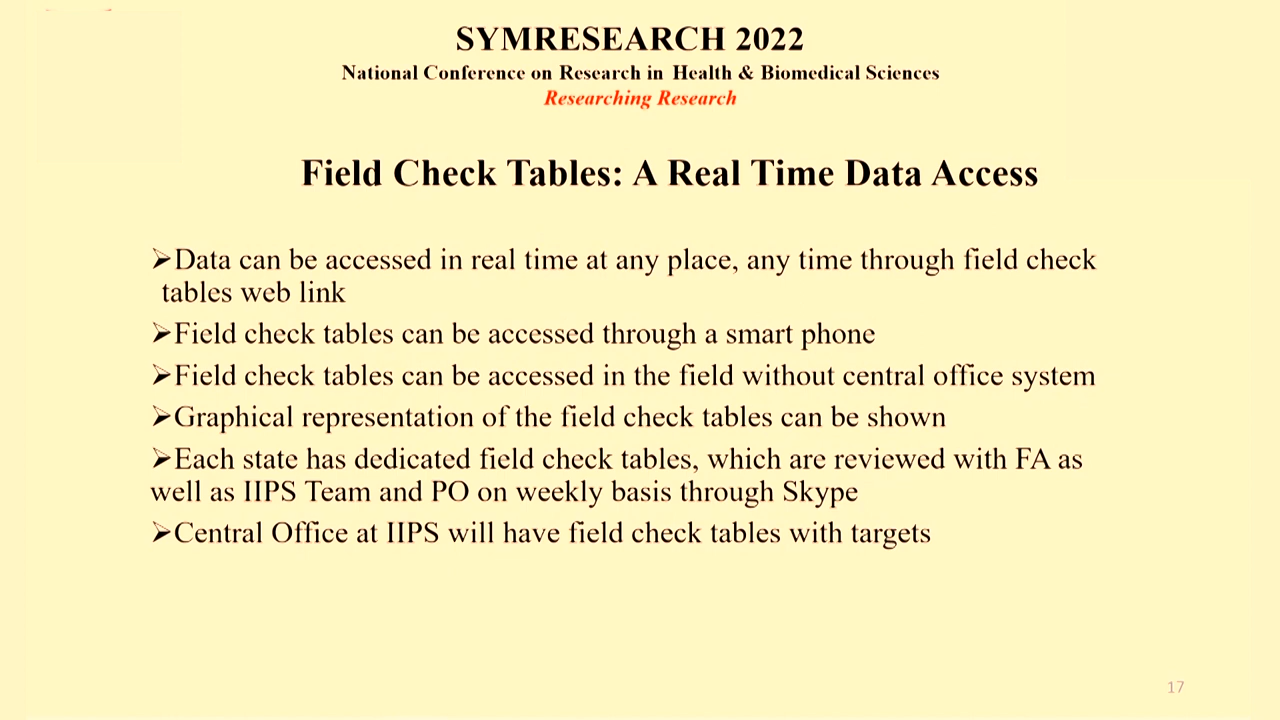 SYMRESEARCH 2022
National Conference on Research in Health & Biomedical Sciences
Researching Research
Field Check Tables: A Real Time Data Access
➢Data can be accessed in real time at any place, any time through field check
tables web link
➢Field check tables can be accessed through a smart phone
➢Field check tables can be accessed in the field without central office system
➢Graphical representation of the field check tables can be shown
➢Each state has dedicated field check tables, which are reviewed with FA as
well as IIPS Team and PO on weekly basis through Skype
➢Central Office at IIPS will have field check tables with targets
17